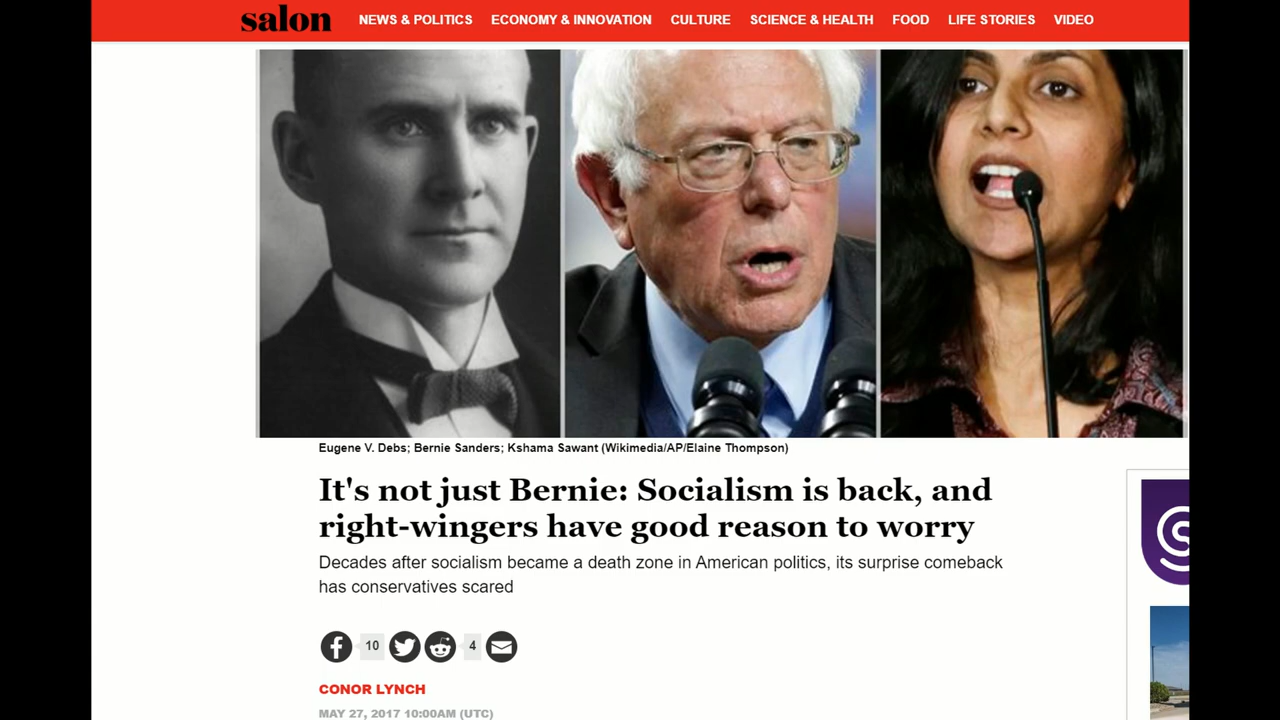 salon NEWS & POLITICS ECONOMY & INNOVATION CULTURE SCIENCE & HEALTH FOOD LIFE STORIES VIDEO
Eugene V. Debs; Bernie Sanders; Kshama Sawant (Wikimedia/AP/Elaine Thompson)
It's not just Bernie: Socialism is back, and
right-wingers have good reason to worry
Decades after socialism became a death zone in American politics, its surprise comeback
has conservatives scared
10 4
CONOR LYNCH
MAY 27, 2017 10:00AM (UTC)